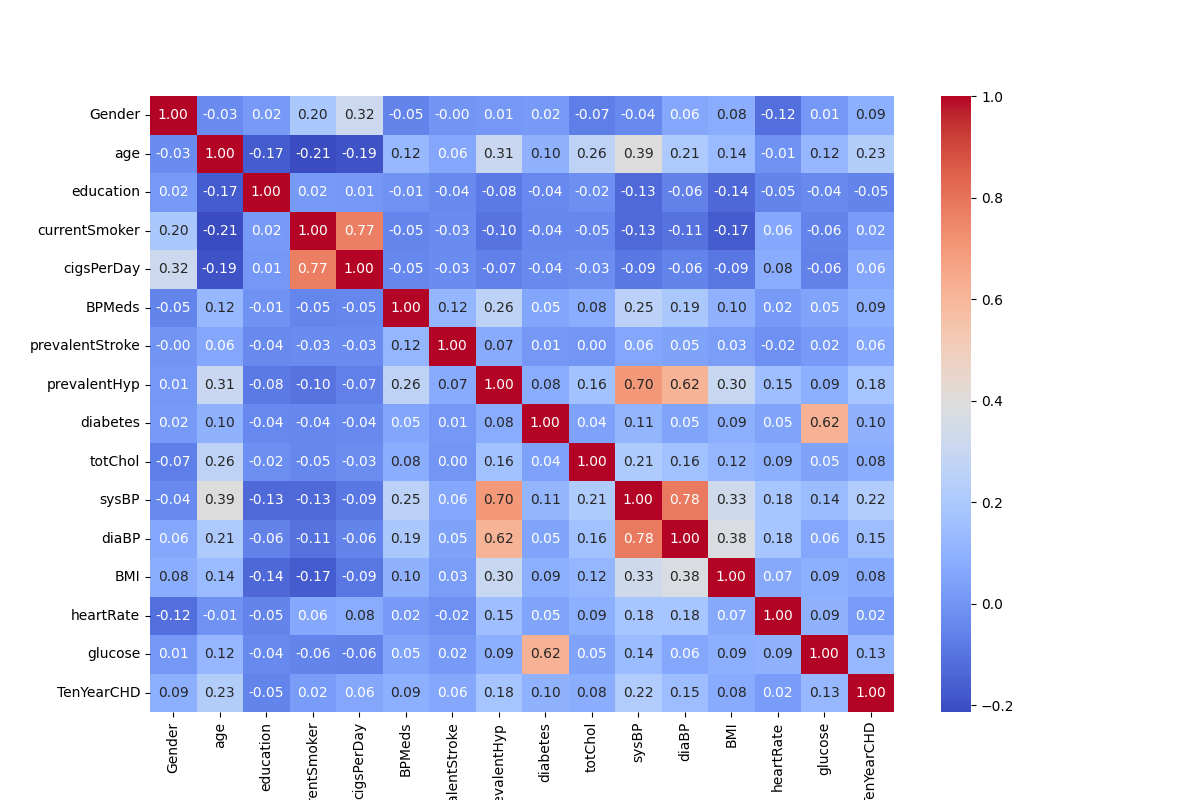 Gender 1.00 -0.03 0.02 0.20 0.32 -0.05 -0.00 0.01 0.02 -0.07 -0.04 0.06 0.08 -0.12 0.01 0.09 1.0
age -0.03 1.00 -0.17 -0.21 -0.19 0.12 0.06 0.31 0.10 0.26 0.39 0.21 0.14 -0.01 0.12 0.23
education 0.02 -0.17 1.00 0.02 0.01 -0.01 -0.04 -0.08 -0.04 -0.02 -0.13 -0.06 -0.14 -0.05 -0.04 -0.05 0.8
currentSmoker 0.20 -0.21 0.02 1.00 0.77 -0.05 -0.03 -0.10 -0.04 -0.05 -0.13 -0.11 -0.17 0.06 -0.06 0.02
cigsPerDay 0.32 -0.19 0.01 0.77 1.00 -0.05 -0.03 -0.07 -0.04 -0.03 -0.09 -0.06 -0.09 0.08 -0.06 0.06
BPMeds -0.05 0.12 -0.01 -0.05 -0.05 1.00 0.12 0.26 0.05 0.08 0.25 0.19 0.10 0.02 0.05 0.09 0.6
prevalentStroke -0.00 0.06 -0.04 -0.03 -0.03 0.12 1.00 0.07 0.01 0.00 0.06 0.05 0.03 -0.02 0.02 0.06
prevalentHyp 0.01 0.31 -0.08 -0.10 -0.07 0.26 0.07 1.00 0.08 0.16 0.70 0.62 0.30 0.15 0.09 0.18 0.4
diabetes 0.02 0.10 -0.04 -0.04 -0.04 0.05 0.01 0.08 1.00 0.04 0.11 0.05 0.09 0.05 0.62 0.10
totChol -0.07 0.26 -0.02 -0.05 -0.03 0.08 0.00 0.16 0.04 1.00 0.21 0.16 0.12 0.09 0.05 0.08
sysBP -0.04 0.39 -0.13 -0.13 -0.09 0.25 0.06 0.70 0.11 0.21 1.00 0.78 0.33 0.18 0.14 0.22 0.2
diaBP 0.06 0.21 -0.06 -0.11 -0.06 0.19 0.05 0.62 0.05 0.16 0.78 1.00 0.38 0.18 0.06 0.15
BMI 0.08 0.14 -0.14 -0.17 -0.09 0.10 0.03 0.30 0.09 0.12 0.33 0.38 1.00 0.07 0.09 0.08
heartRate -0.12 -0.01 -0.05 0.06 0.08 0.02 -0.02 0.15 0.05 0.09 0.18 0.18 0.07 1.00 0.09 0.02 0.0
glucose 0.01 0.12 -0.04 -0.06 -0.06 0.05 0.02 0.09 0.62 0.05 0.14 0.06 0.09 0.09 1.00 0.13
TenYearCHD 0.09 0.23 -0.05 0.02 0.06 0.09 0.06 0.18 0.10 0.08 0.22 0.15 0.08 0.02 0.13 1.00 −0.2
Gender
age
education
rentSmoker
cigsPerDay
BPMeds
alentStroke
evalentHyp
diabetes
totChol
sysBP
diaBP
BMI
heartRate
glucose
TenYearCHD